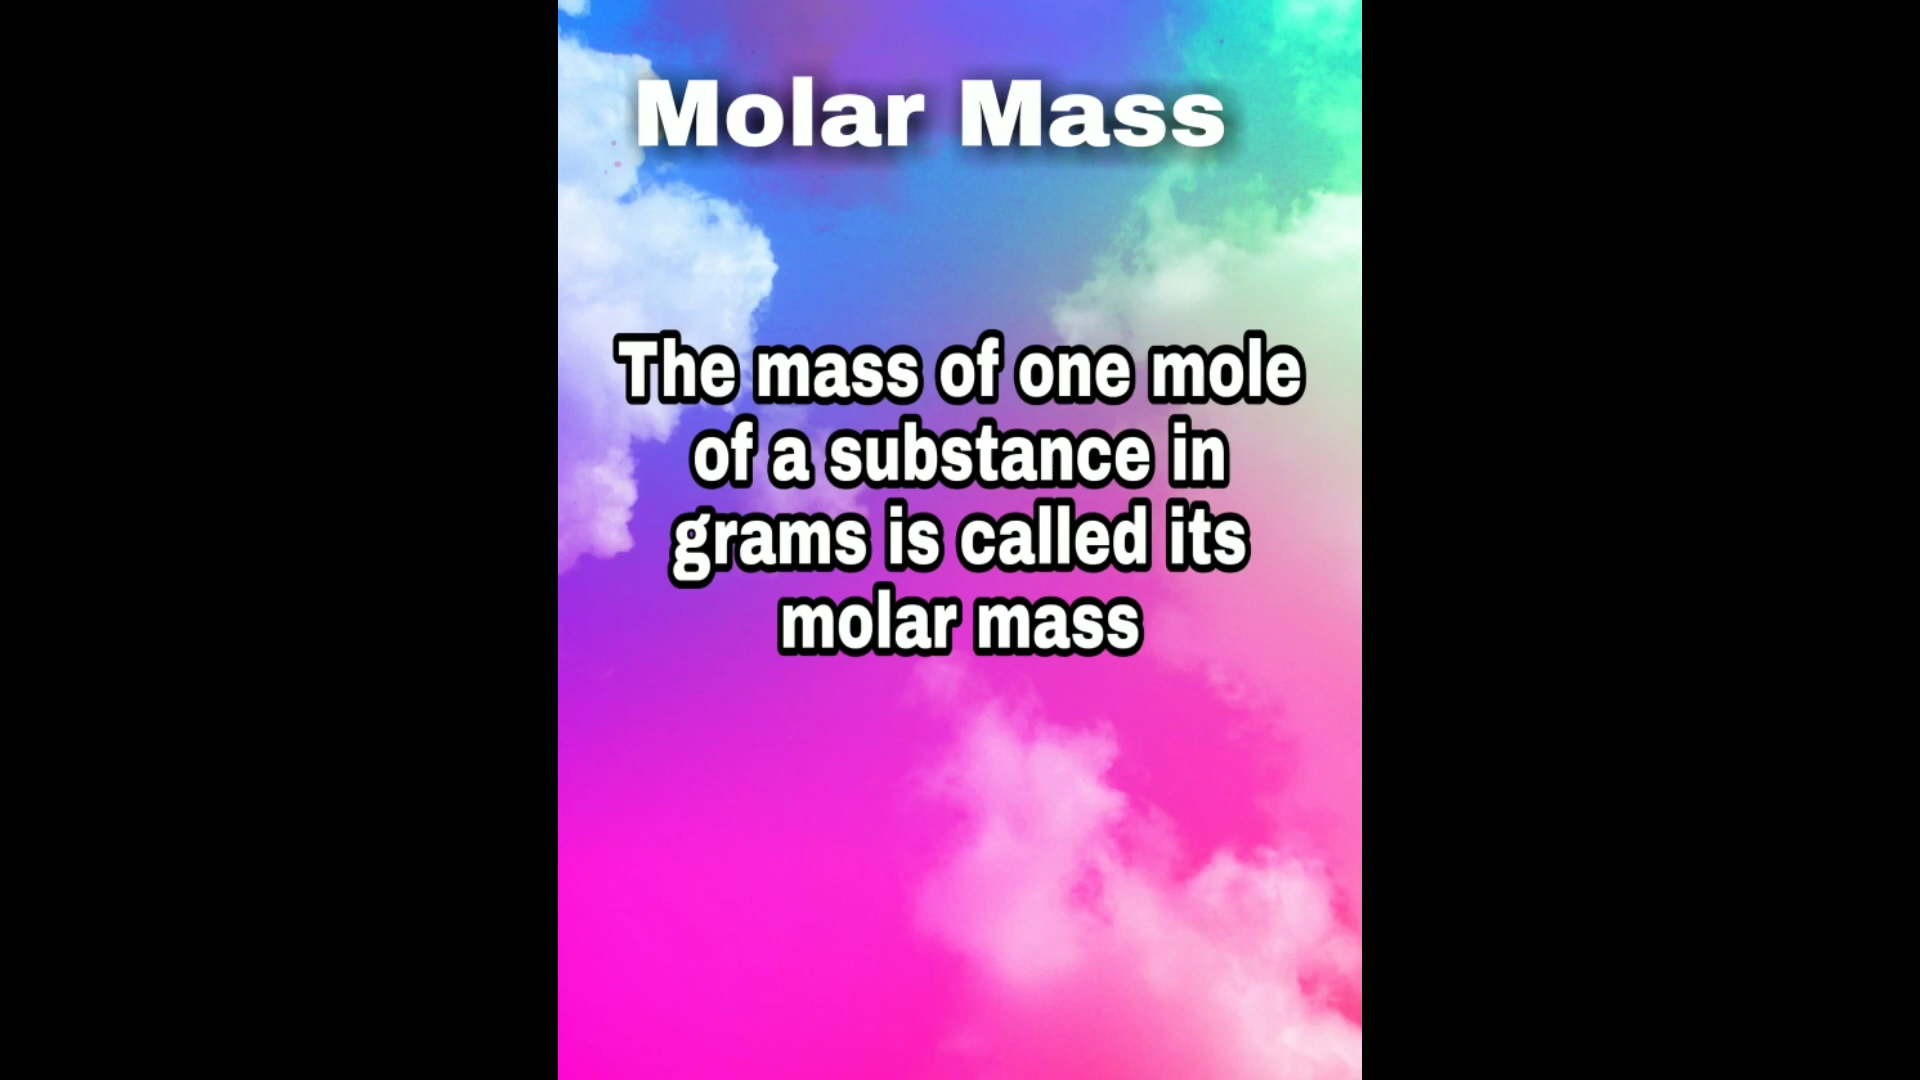 Molar Mass
The mass of one mole
of a substance in
grams is called its
molar mass